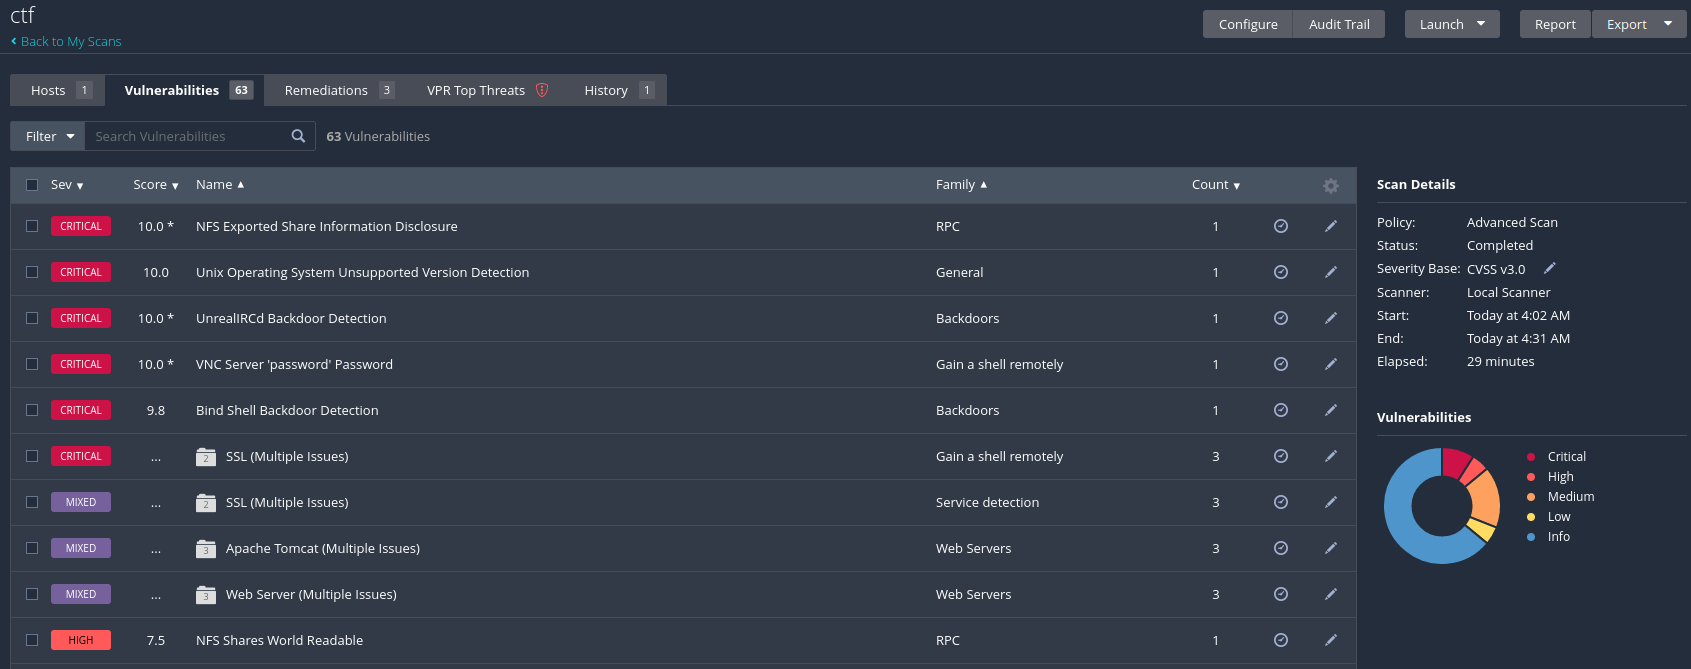 ctf
Back to My Scans
Configure Audit Trail Launch Report Export
Hosts 1 Vulnerabilities 63 Remediations 3 VPR Top Threats History 1
Filter Search Vulnerabilities 63 Vulnerabilities
Sev Score Name Family Count
CRITICAL 10.0 * NFS Exported Share Information Disclosure RPC 1
CRITICAL 10.0 Unix Operating System Unsupported Version Detection General 1
CRITICAL 10.0 * UnrealIRCd Backdoor Detection Backdoors 1
CRITICAL 10.0 * VNC Server 'password' Password Gain a shell remotely 1
CRITICAL 9.8 Bind Shell Backdoor Detection Backdoors 1
CRITICAL ... 2 SSL (Multiple Issues) Gain a shell remotely 3
MIXED ... 2 SSL (Multiple Issues) Service detection 3
MIXED ... 3 Apache Tomcat (Multiple Issues) Web Servers 3
MIXED ... 3 Web Server (Multiple Issues) Web Servers 3
HIGH 7.5 NFS Shares World Readable RPC 1
Scan Details
Policy: Advanced Scan
Status: Completed
Severity Base: CVSS v3.0
Scanner: Local Scanner
Start: Today at 4:02 AM
End: Today at 4:31 AM
Elapsed: 29 minutes
Vulnerabilities
Critical
High
Medium
Low
Info